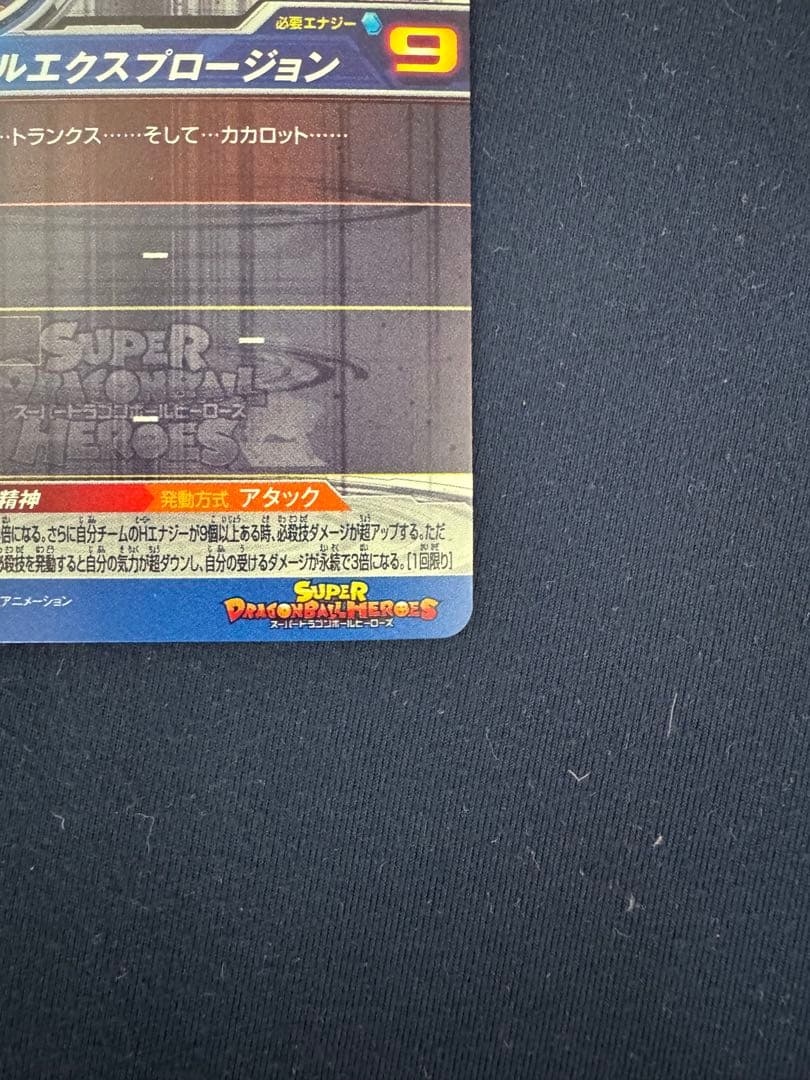 必要エナジー
9
ルエクスプロージョン
…トランクス……そして…カカロット……
ー
ー
SUPER
DRAGONBALL
スーパードラゴンボールヒーローズ
HEROES
ー
精神
発動方式 アタック
倍になる。さらに自分チームのHエナジーが9個以上ある時、必殺技ダメージが超アップする。ただ
必殺技を発動すると自分の気力が超ダウンし、自分の受けるダメージが永続で3倍になる。[1回限り]
アニメーション
SUPER
DRAGONBALL HEROES
スーパードラゴンボールヒーローズ